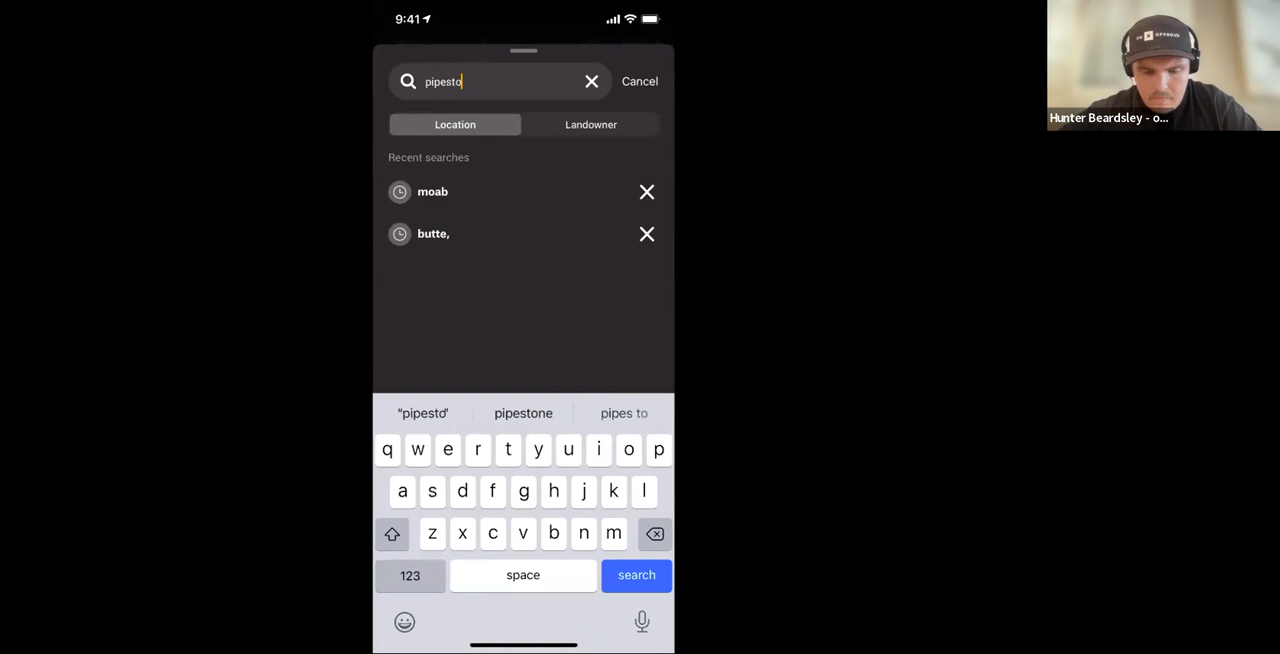 9:41
pipesto
Cancel
Location
Landowner
Recent searches
moab
butte,
"pipesto"
pipestone
pipes to
q w e r t y u i o p
a s d f g h j k l
z x c v b n m
123
space
search
X OFFROAD
Hunter Beardsley - o...